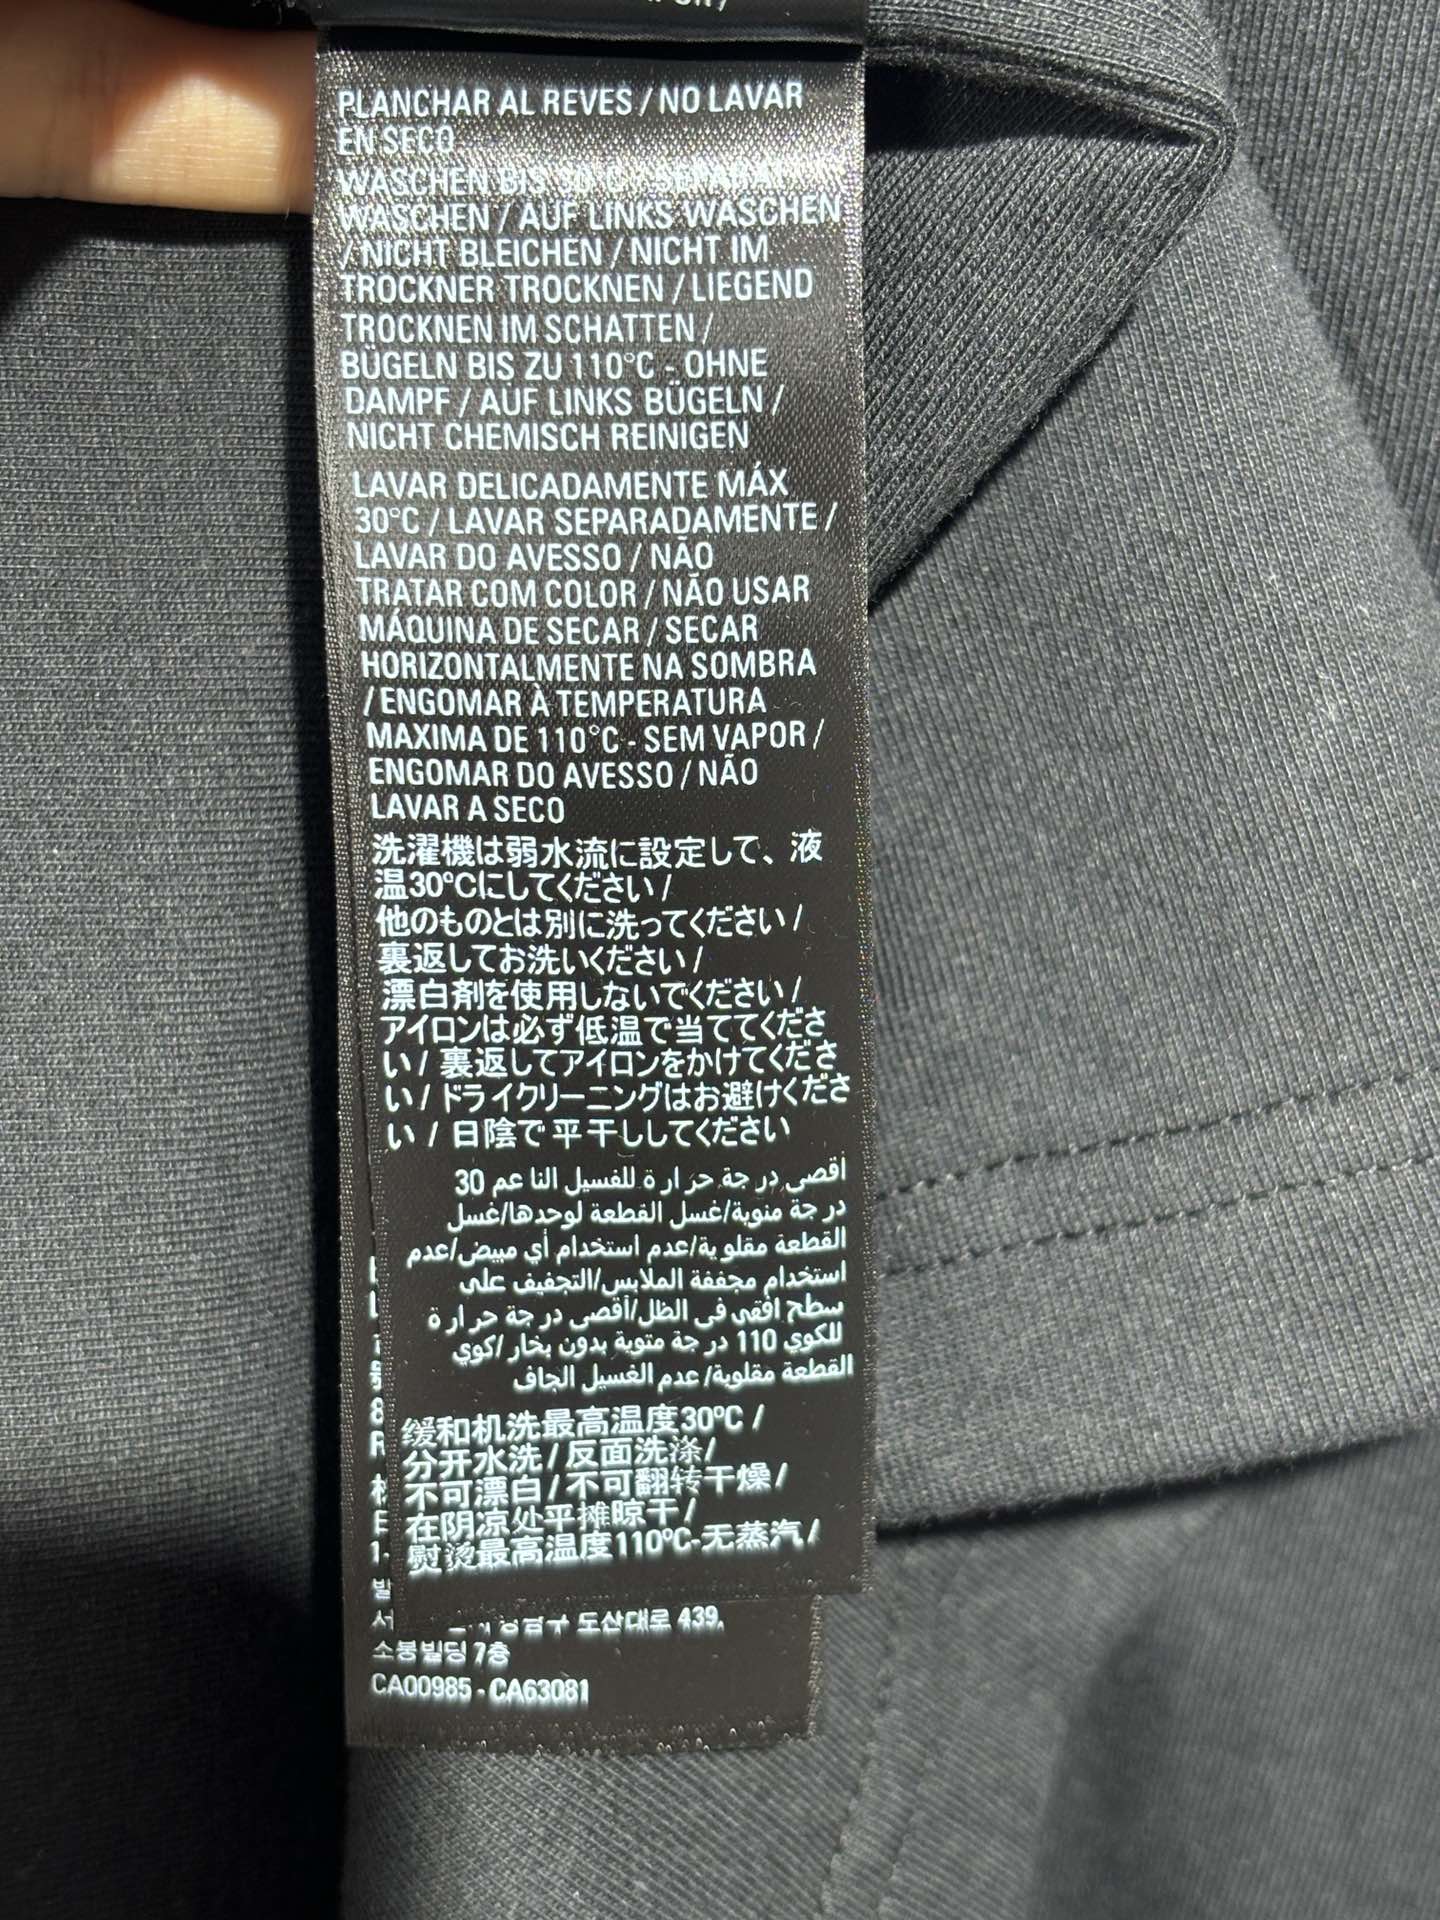 PLANCHAR AL REVES / NO LAVAR
EN SECO
WASCHEN BIS 30°C / SEPARAT
WASCHEN / AUF LINKS WASCHEN
/ NICHT BLEICHEN / NICHT IM
TROCKNER TROCKNEN / LIEGEND
TROCKNEN IM SCHATTEN /
BÜGELN BIS ZU 110°C - OHNE
DAMPF / AUF LINKS BÜGELN /
NICHT CHEMISCH REINIGEN
LAVAR DELICADAMENTE MÁX
30°C / LAVAR SEPARADAMENTE /
LAVAR DO AVESSO / NÃO
TRATAR COM COLOR / NÃO USAR
MÁQUINA DE SECAR / SECAR
HORIZONTALMENTE NA SOMBRA
/ ENGOMAR À TEMPERATURA
MAXIMA DE 110°C - SEM VAPOR /
ENGOMAR DO AVESSO / NÃO
LAVAR A SECO
洗濯機は弱水流に設定して、液
温30℃にしてください /
他のものとは別に洗ってください /
裏返してお洗いください /
漂白剤を使用しないでください /
アイロンは必ず低温で当ててくださ
い / 裏返してアイロンをかけてくださ
い / ドライクリーニングはお避けくださ
い / 日陰で平干ししてください
اقصى درجة حرارة للغسيل الناعم 30
درجة منوية/غسل القطعة لوحدها/غسل
القطعة مقلوية/عدم استخدام أي مبيض/عدم
استخدام مجففة الملابس/التجفيف على
سطح افقي في الظل/أقصى درجة حرارة
للكوي 110 درجة متوية بدون بخار/كوي
القطعة مقلوية/ عدم الغسيل الجاف
缓和机洗最高温度30℃ /
分开水洗 / 反面洗涤 /
不可漂白 / 不可翻转干燥 /
在阴凉处平摊晾干 /
熨烫最高温度110℃-无蒸汽 /
도산대로 439,
소봉빌딩 7층
CA00985 - CA63081